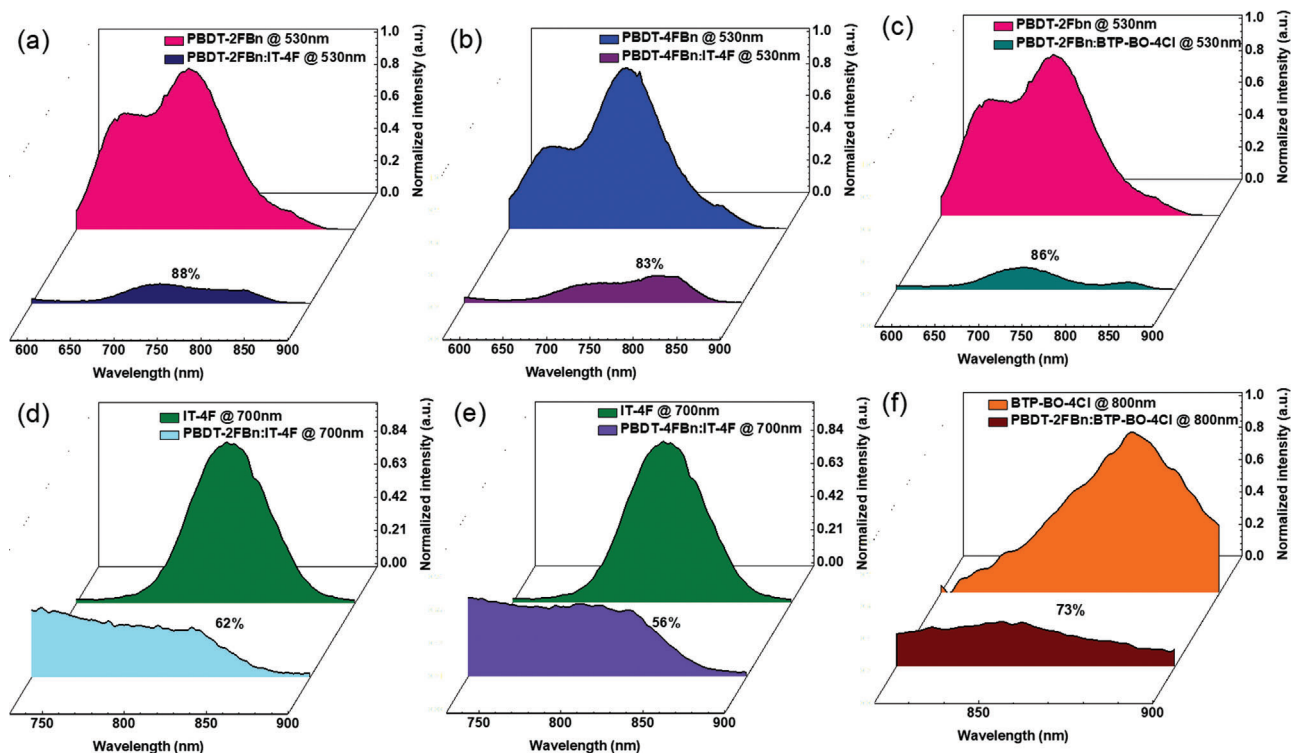 (a)
PBDT-2FBn @ 530nm
PBDT-2FBn:IT-4F @ 530nm
1.0
0.8
0.6
0.4
0.2
0.0
Normalized intensity (a.u.)
88%
600 650 700 750 800 850 900
Wavelength (nm)
(b)
PBDT-4FBn @ 530nm
PBDT-4FBn:IT-4F @ 530nm
1.0
0.8
0.6
0.4
0.2
0.0
Normalized intensity (a.u.)
83%
600 650 700 750 800 850 900
Wavelength (nm)
(c)
PBDT-2Fbn @ 530nm
PBDT-2FBn:BTP-BO-4Cl @ 530nm
1.0
0.8
0.6
0.4
0.2
0.0
Normalized intensity (a.u.)
86%
600 650 700 750 800 850 900
Wavelength (nm)
(d)
IT-4F @ 700nm
PBDT-2FBn:IT-4F @ 700nm
0.84
0.63
0.42
0.21
0.00
Normalized intensity (a.u.)
62%
750 800 850 900
Wavelength (nm)
(e)
IT-4F @ 700nm
PBDT-4FBn:IT-4F @ 700nm
0.84
0.63
0.42
0.21
0.00
Normalized intensity (a.u.)
56%
750 800 850 900
Wavelength (nm)
(f)
BTP-BO-4Cl @ 800nm
PBDT-2FBn:BTP-BO-4Cl @ 800nm
1.0
0.8
0.6
0.4
0.2
0.0
Normalized intensity (a.u.)
73%
850 900
Wavelength (nm)